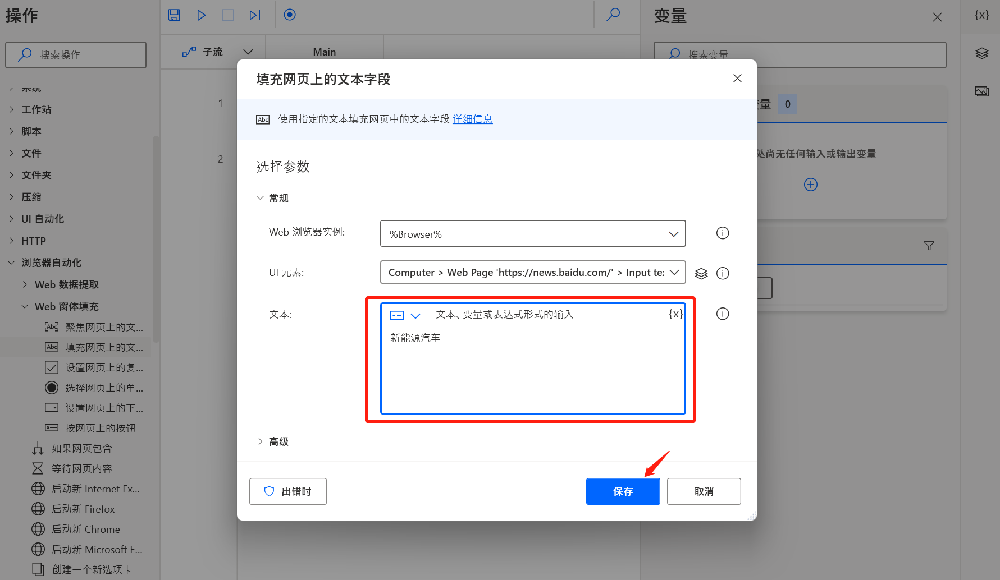 操作
搜索操作
系统
工作站
脚本
文件
文件夹
压缩
UI 自动化
HTTP
浏览器自动化
Web 数据提取
Web 窗体填充
Abc 聚焦网页上的文...
Abc 填充网页上的文...
设置网页上的复...
选择网页上的单...
设置网页上的下...
按网页上的按钮
如果网页包含
等待网页内容
启动新 Internet Ex...
启动新 Firefox
启动新 Chrome
启动新 Microsoft E...
创建一个新选项卡
子流
Main
1
2
填充网页上的文本字段
Abc 使用指定的文本填充网页中的文本字段 详细信息
选择参数
常规
Web 浏览器实例:
%Browser%
UI 元素:
Computer > Web Page 'https://news.baidu.com/' > Input te
文本:
文本、变量或表达式形式的输入
{x}
新能源汽车
高级
出错时
保存
取消
变量
{x}
搜索变量
变量 0
处尚无任何输入或输出变量